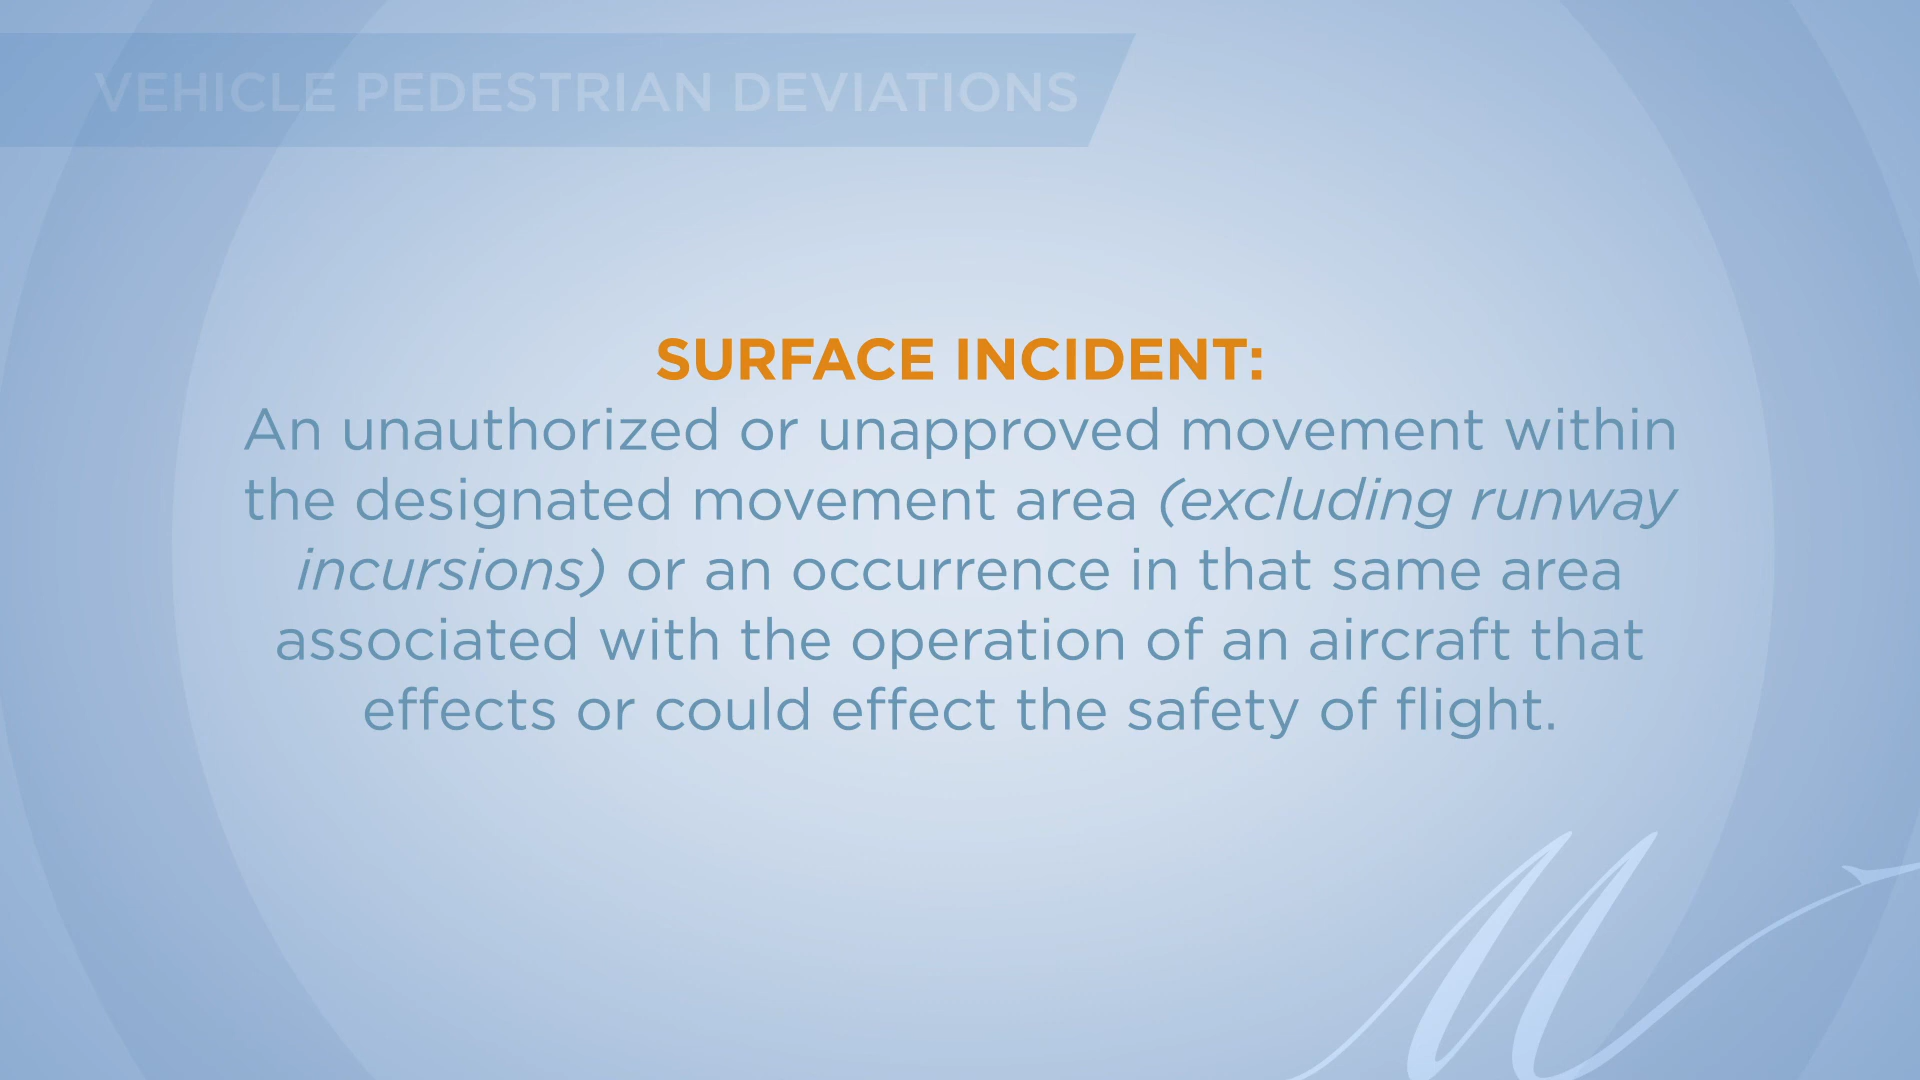 VEHICLE PEDESTRIAN DEVIATIONS
SURFACE INCIDENT:
An unauthorized or unapproved movement within
the designated movement area (excluding runway
incursions) or an occurrence in that same area
associated with the operation of an aircraft that
effects or could effect the safety of flight.